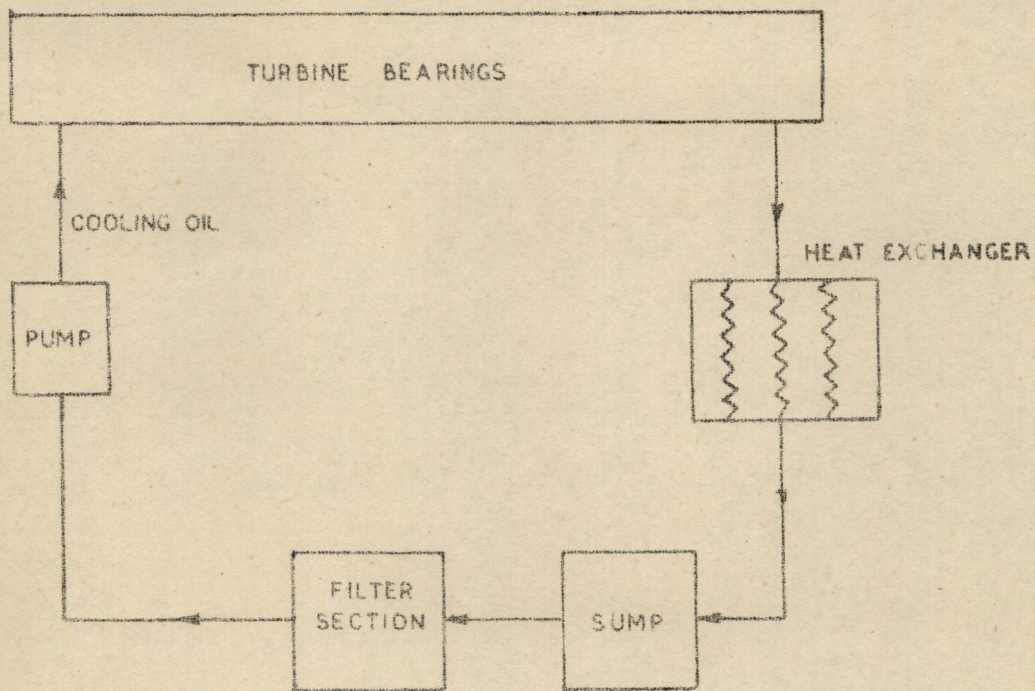 TURBINE BEARINGS
COOLING OIL
HEAT EXCHANGER
PUMP
FILTER
SECTION
SUMP